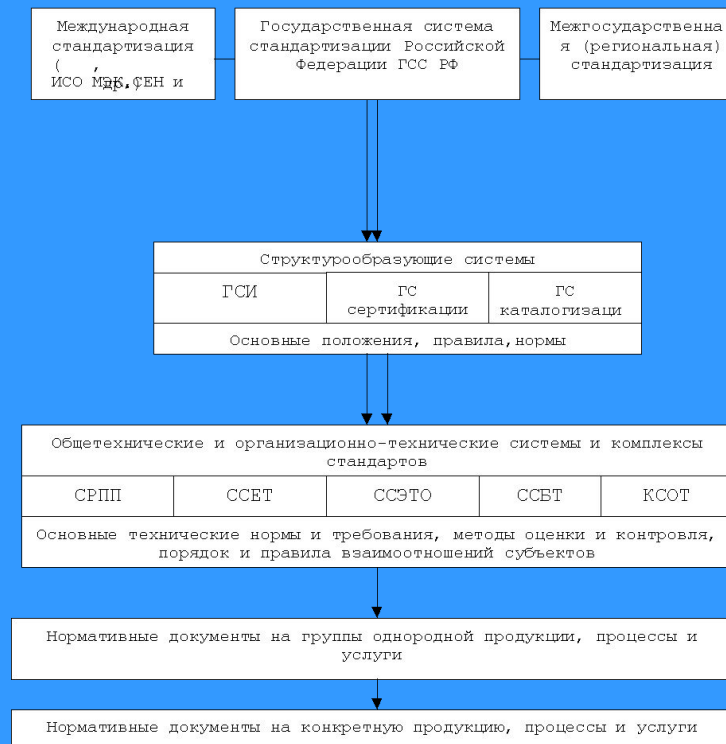 Международная
стандартизация
( ,
ИСО МЭК,СЕН и
др.)
Государственная система
стандартизации Российской
Федерации ГСС РФ
Межгосударственна
я (региональная)
стандартизация
Структурообразующие системы
ГСИ
ГС
сертификации
ГС
каталогизаци
Основные положения, правила,нормы
Общетехнические и организационно-технические системы и комплексы
стандартов
СРПП
ССЕТ
ССЭТО
ССБТ
КСОТ
Основные технические нормы и требования, методы оценки и контровля,
порядок и правила взаимоотношений субъектов
Нормативные документы на группы однородной продукции, процессы и
услуги
Нормативные документы на конкретную продукцию, процессы и услуги